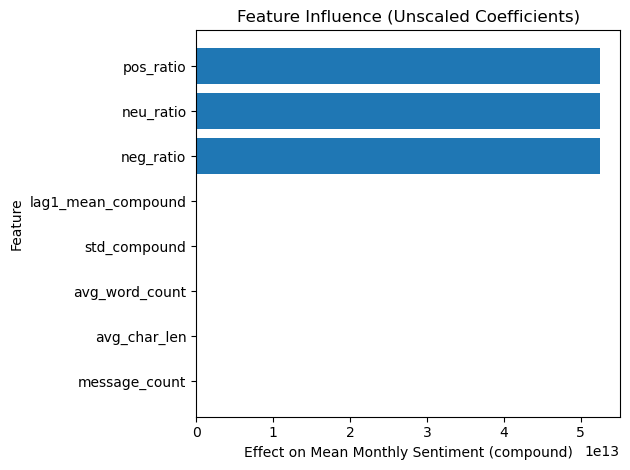 Feature Influence (Unscaled Coefficients)
Feature
pos_ratio
neu_ratio
neg_ratio
lag1_mean_compound
std_compound
avg_word_count
avg_char_len
message_count
0 1 2 3 4 5
1e13
Effect on Mean Monthly Sentiment (compound)